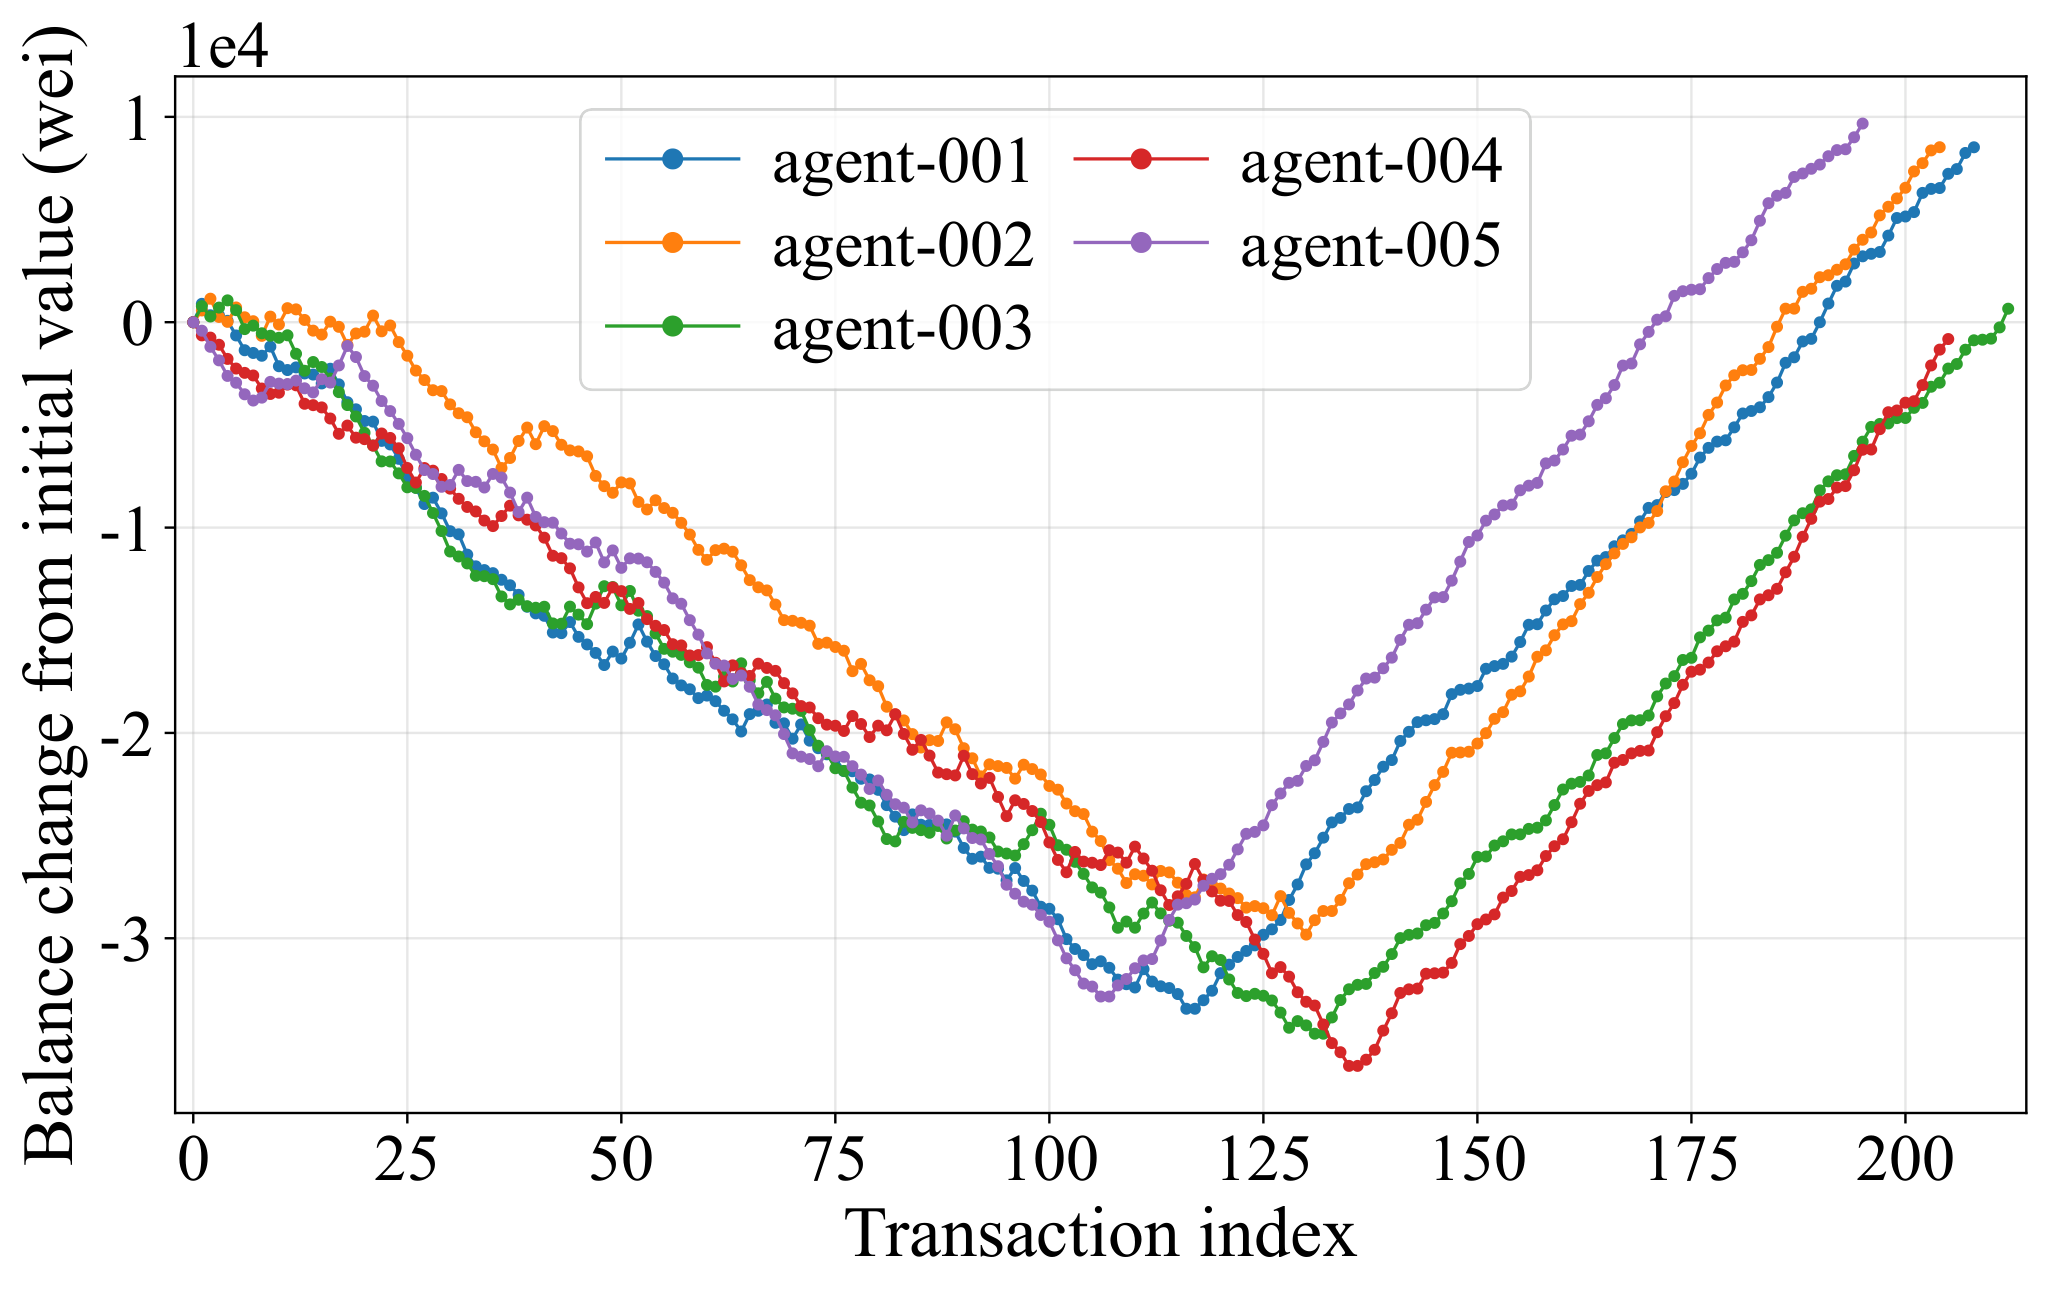 1e4
Balance change from initial value (wei)
1
0
-1
-2
-3
agent-001
agent-002
agent-003
agent-004
agent-005
0 25 50 75 100 125 150 175 200
Transaction index